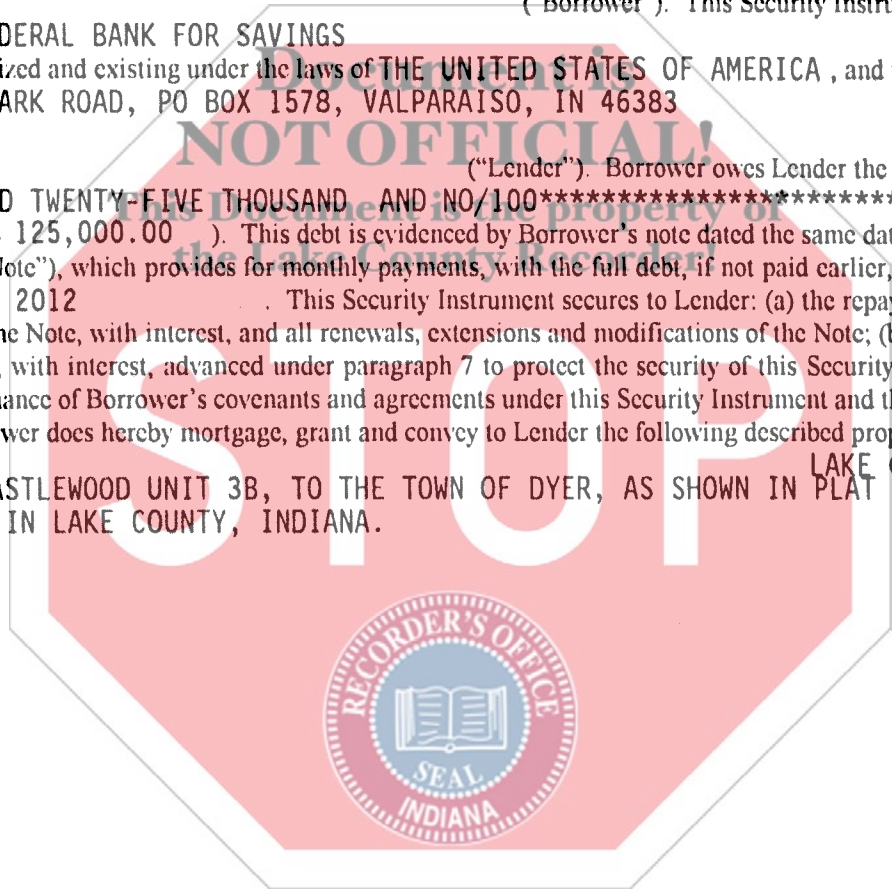 ("Borrower"). This Security Instru
DERAL BANK FOR SAVINGS
ized and existing under the laws of THE UNITED STATES OF AMERICA , and
ARK ROAD, PO BOX 1578, VALPARAISO, IN 46383
Document is
NOT OFFICIAL!
This Document is the property of
the Lake County Recorder!
("Lender"). Borrower owes Lender the
D TWENTY-FIVE THOUSAND AND NO/100*****************************
125,000.00 ). This debt is evidenced by Borrower's note dated the same dat
Note"), which provides for monthly payments, with the full debt, if not paid earlier,
2012 . This Security Instrument secures to Lender: (a) the repa
he Note, with interest, and all renewals, extensions and modifications of the Note; (
, with interest, advanced under paragraph 7 to protect the security of this Security
ance of Borrower's covenants and agreements under this Security Instrument and t
wer does hereby mortgage, grant and convey to Lender the following described prop
LAKE
ASTLEWOOD UNIT 3B, TO THE TOWN OF DYER, AS SHOWN IN PLAT
IN LAKE COUNTY, INDIANA.
STOP
RECORDER'S OFFICE
SEAL
INDIANA